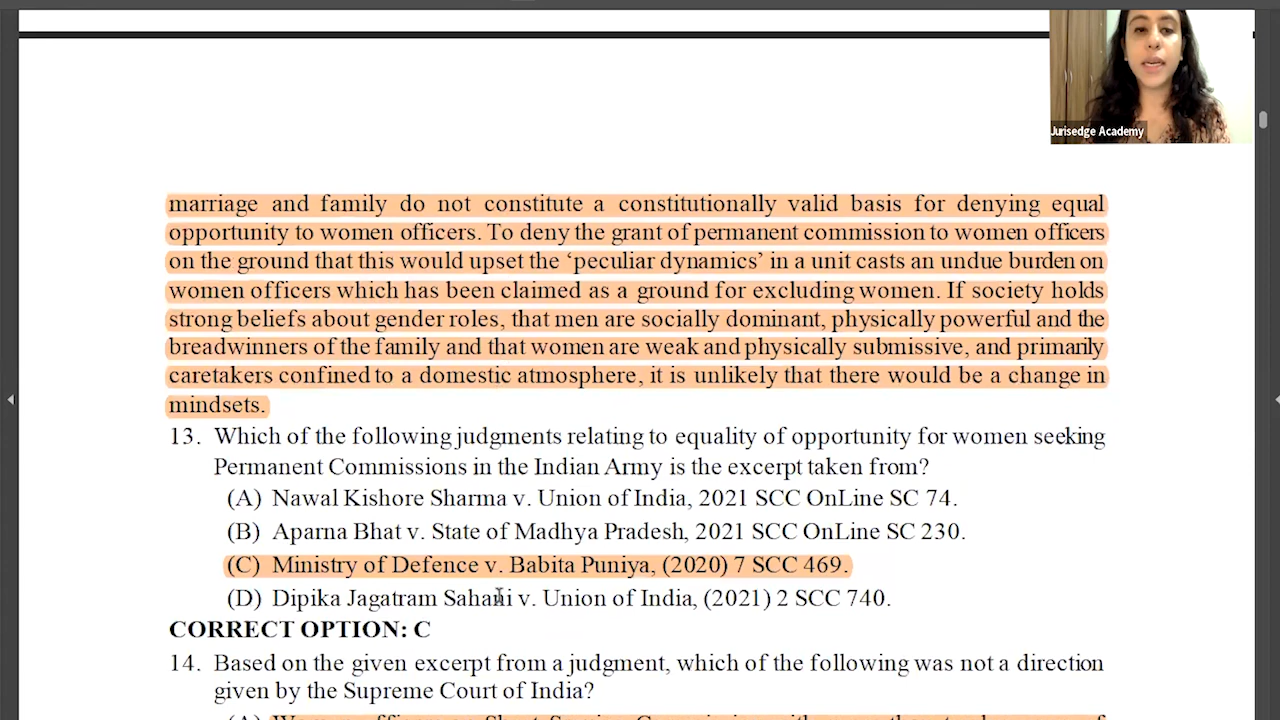 Jurisedge Academy
marriage and family do not constitute a constitutionally valid basis for denying equal
opportunity to women officers. To deny the grant of permanent commission to women officers
on the ground that this would upset the ‘peculiar dynamics’ in a unit casts an undue burden on
women officers which has been claimed as a ground for excluding women. If society holds
strong beliefs about gender roles, that men are socially dominant, physically powerful and the
breadwinners of the family and that women are weak and physically submissive, and primarily
caretakers confined to a domestic atmosphere, it is unlikely that there would be a change in
mindsets.
13. Which of the following judgments relating to equality of opportunity for women seeking
Permanent Commissions in the Indian Army is the excerpt taken from?
(A) Nawal Kishore Sharma v. Union of India, 2021 SCC OnLine SC 74.
(B) Aparna Bhat v. State of Madhya Pradesh, 2021 SCC OnLine SC 230.
(C) Ministry of Defence v. Babita Puniya, (2020) 7 SCC 469.
(D) Dipika Jagatram Sahani v. Union of India, (2021) 2 SCC 740.
CORRECT OPTION: C
14. Based on the given excerpt from a judgment, which of the following was not a direction
given by the Supreme Court of India?